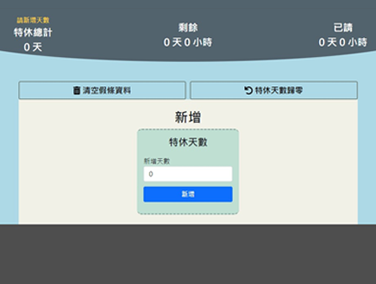 請新增天數
特休總計
0 天
剩餘
0 天 0 小時
已請
0 天 0 小時
清空假條資料
特休天數歸零
新增
特休天數
新增天數
0
新增